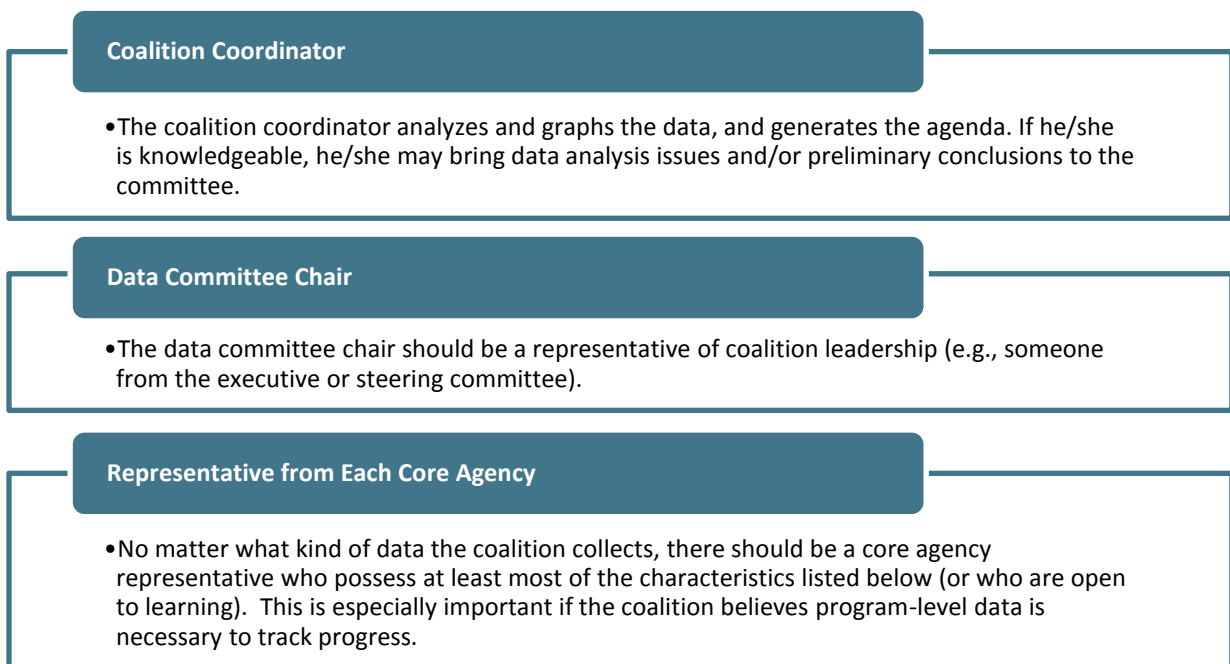 Coalition Coordinator
•The coalition coordinator analyzes and graphs the data, and generates the agenda. If he/she
is knowledgeable, he/she may bring data analysis issues and/or preliminary conclusions to the
committee.
Data Committee Chair
•The data committee chair should be a representative of coalition leadership (e.g., someone
from the executive or steering committee).
Representative from Each Core Agency
•No matter what kind of data the coalition collects, there should be a core agency
representative who possess at least most of the characteristics listed below (or who are open
to learning).  This is especially important if the coalition believes program-level data is
necessary to track progress.